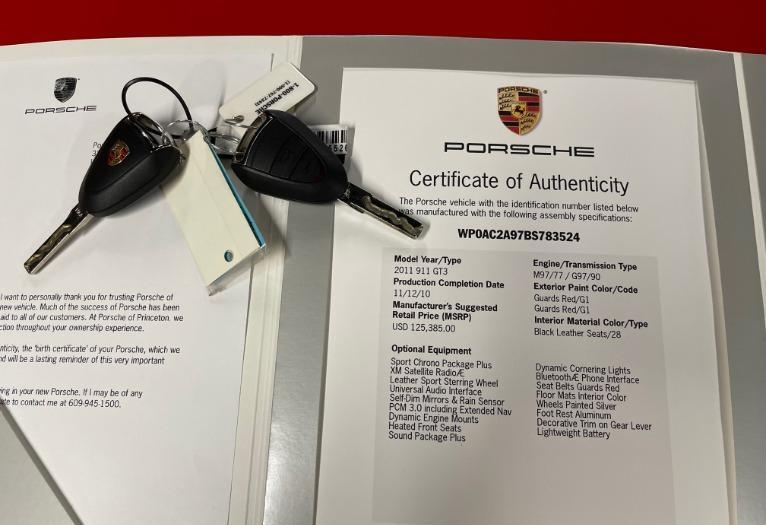 PORSCHE
Po
3
I want to personally thank you for trusting Porsche of
new vehicle. Much of the success of Porsche has been
aid to all of our customers. At Porsche of Princeton, we
ction throughout your ownership experience.
nticity, the 'birth certificate' of your Porsche, which we
nd will be a lasting reminder of this very important
ving in your new Porsche. If I may be of any
ate to contact me at 609-945-1500.
1-800-PORSCHE
PORSCHE
PORSCHE
Certificate of Authenticity
The Porsche vehicle with the identification number listed below
was manufactured with the following assembly specifications:
WP0AC2A97BS783524
Model Year/Type
2011 911 GT3
Production Completion Date
11/12/10
Manufacturer's Suggested
Retail Price (MSRP)
USD 125,385.00
Engine/Transmission Type
M97/77 / G97/90
Exterior Paint Color/Code
Guards Red/G1
Guards Red/G1
Interior Material Color/Type
Black Leather Seats/28
Optional Equipment
Sport Chrono Package Plus
XM Satellite RadioÆ
Leather Sport Sterring Wheel
Universal Audio Interface
Self-Dim Mirrors & Rain Sensor
PCM 3.0 including Extended Nav
Dynamic Engine Mounts
Heated Front Seats
Sound Package Plus
Dynamic Cornering Lights
BluetoothÆ Phone Interface
Seat Belts Guards Red
Floor Mats Interior Color
Wheels Painted Silver
Foot Rest Aluminum
Decorative Trim on Gear Lever
Lightweight Battery